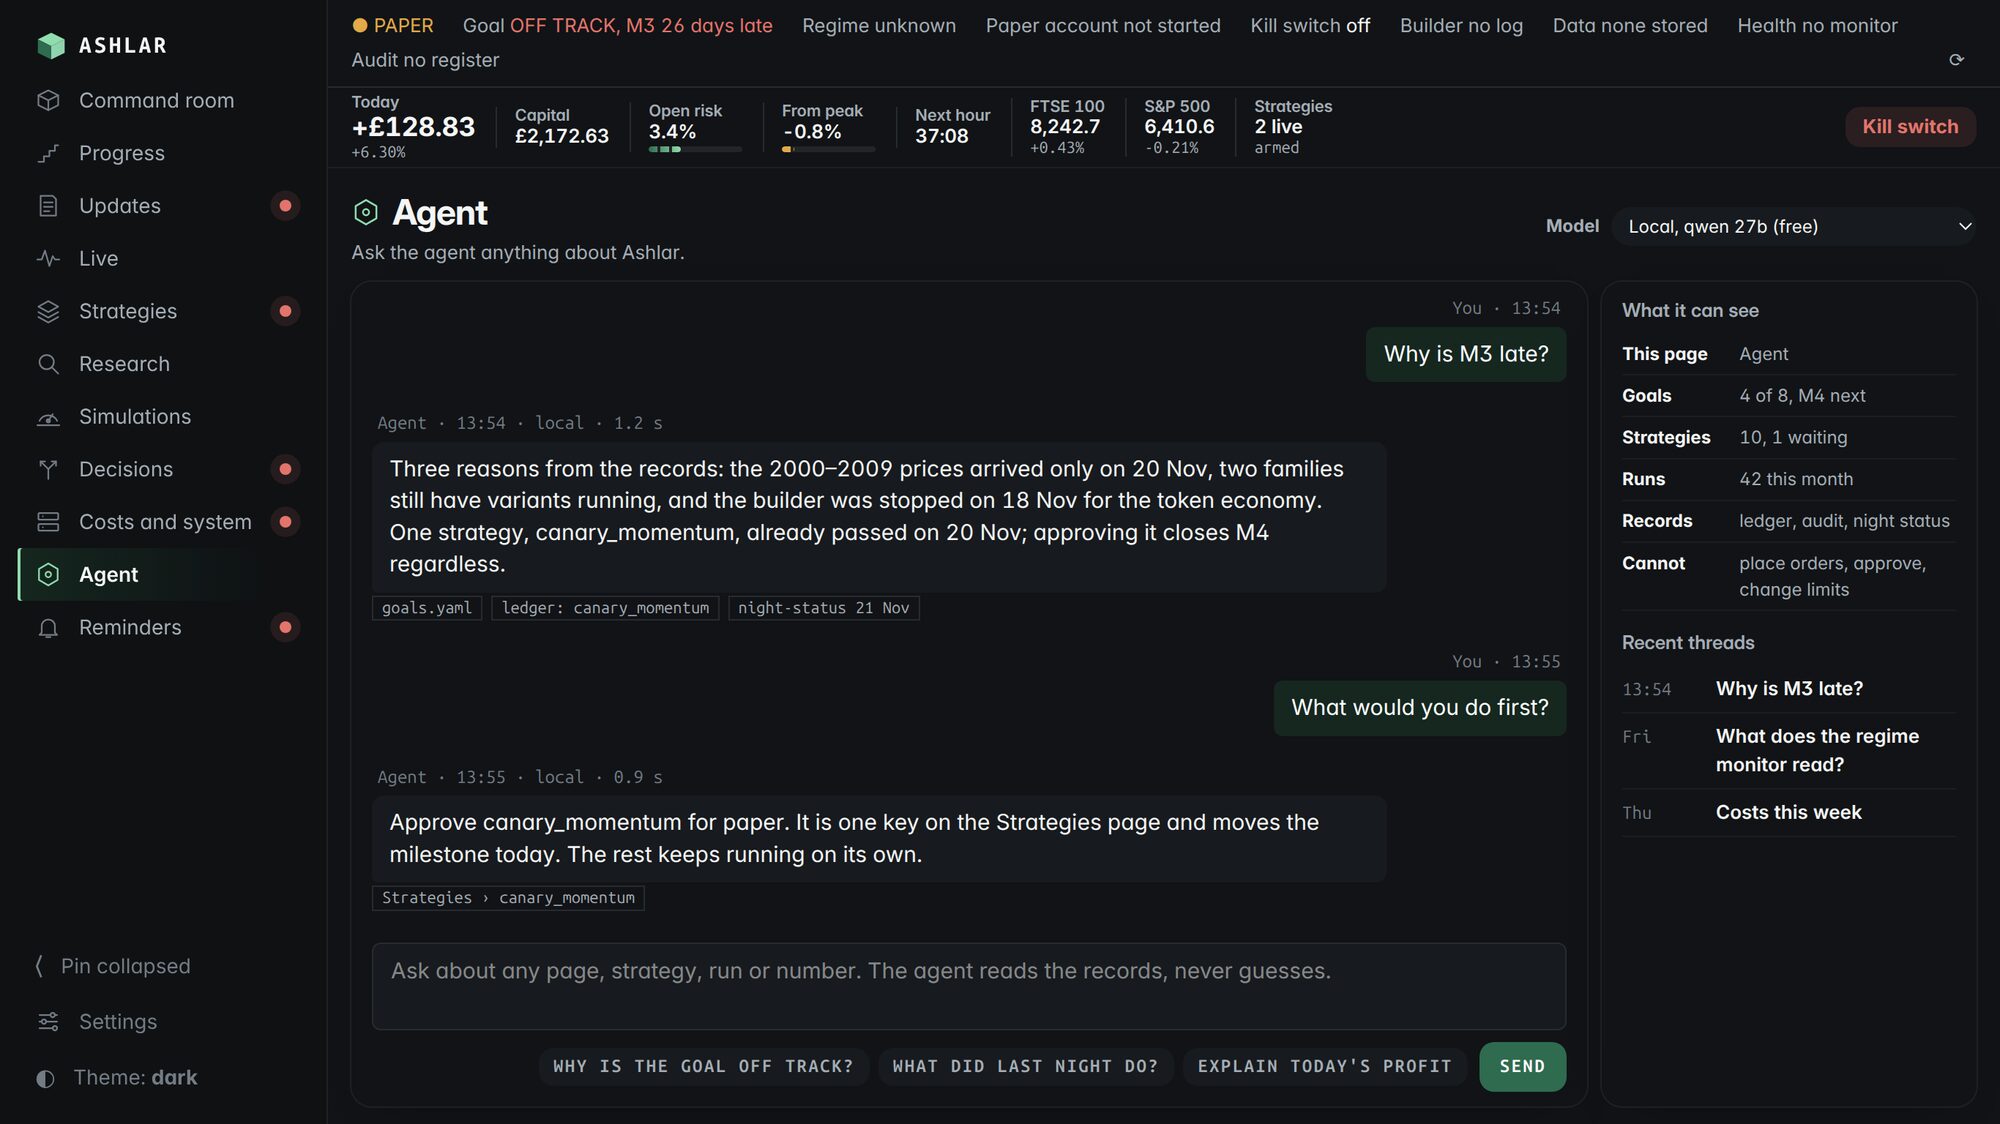 ASHLAR
Command room
Progress
Updates
Live
Strategies
Research
Simulations
Decisions
Costs and system
Agent
Reminders
Pin collapsed
Settings
Theme: dark
PAPER Goal OFF TRACK, M3 26 days late Regime unknown Paper account not started Kill switch off Builder no log Data none stored Health no monitor
Audit no register
Today
+£128.83
+6.30%
Capital
£2,172.63
Open risk
3.4%
From peak
-0.8%
Next hour
37:08
FTSE 100
8,242.7
+0.43%
S&P 500
6,410.6
-0.21%
Strategies
2 live
armed
Kill switch
Agent
Ask the agent anything about Ashlar.
Model Local, qwen 27b (free)
You · 13:54
Why is M3 late?
Agent · 13:54 · local · 1.2 s
Three reasons from the records: the 2000–2009 prices arrived only on 20 Nov, two families
still have variants running, and the builder was stopped on 18 Nov for the token economy.
One strategy, canary_momentum, already passed on 20 Nov; approving it closes M4
regardless.
goals.yaml ledger: canary_momentum night-status 21 Nov
You · 13:55
What would you do first?
Agent · 13:55 · local · 0.9 s
Approve canary_momentum for paper. It is one key on the Strategies page and moves the
milestone today. The rest keeps running on its own.
Strategies › canary_momentum
Ask about any page, strategy, run or number. The agent reads the records, never guesses.
WHY IS THE GOAL OFF TRACK? WHAT DID LAST NIGHT DO? EXPLAIN TODAY'S PROFIT SEND
What it can see
This page Agent
Goals 4 of 8, M4 next
Strategies 10, 1 waiting
Runs 42 this month
Records ledger, audit, night status
Cannot place orders, approve,
change limits
Recent threads
13:54 Why is M3 late?
Fri What does the regime
monitor read?
Thu Costs this week